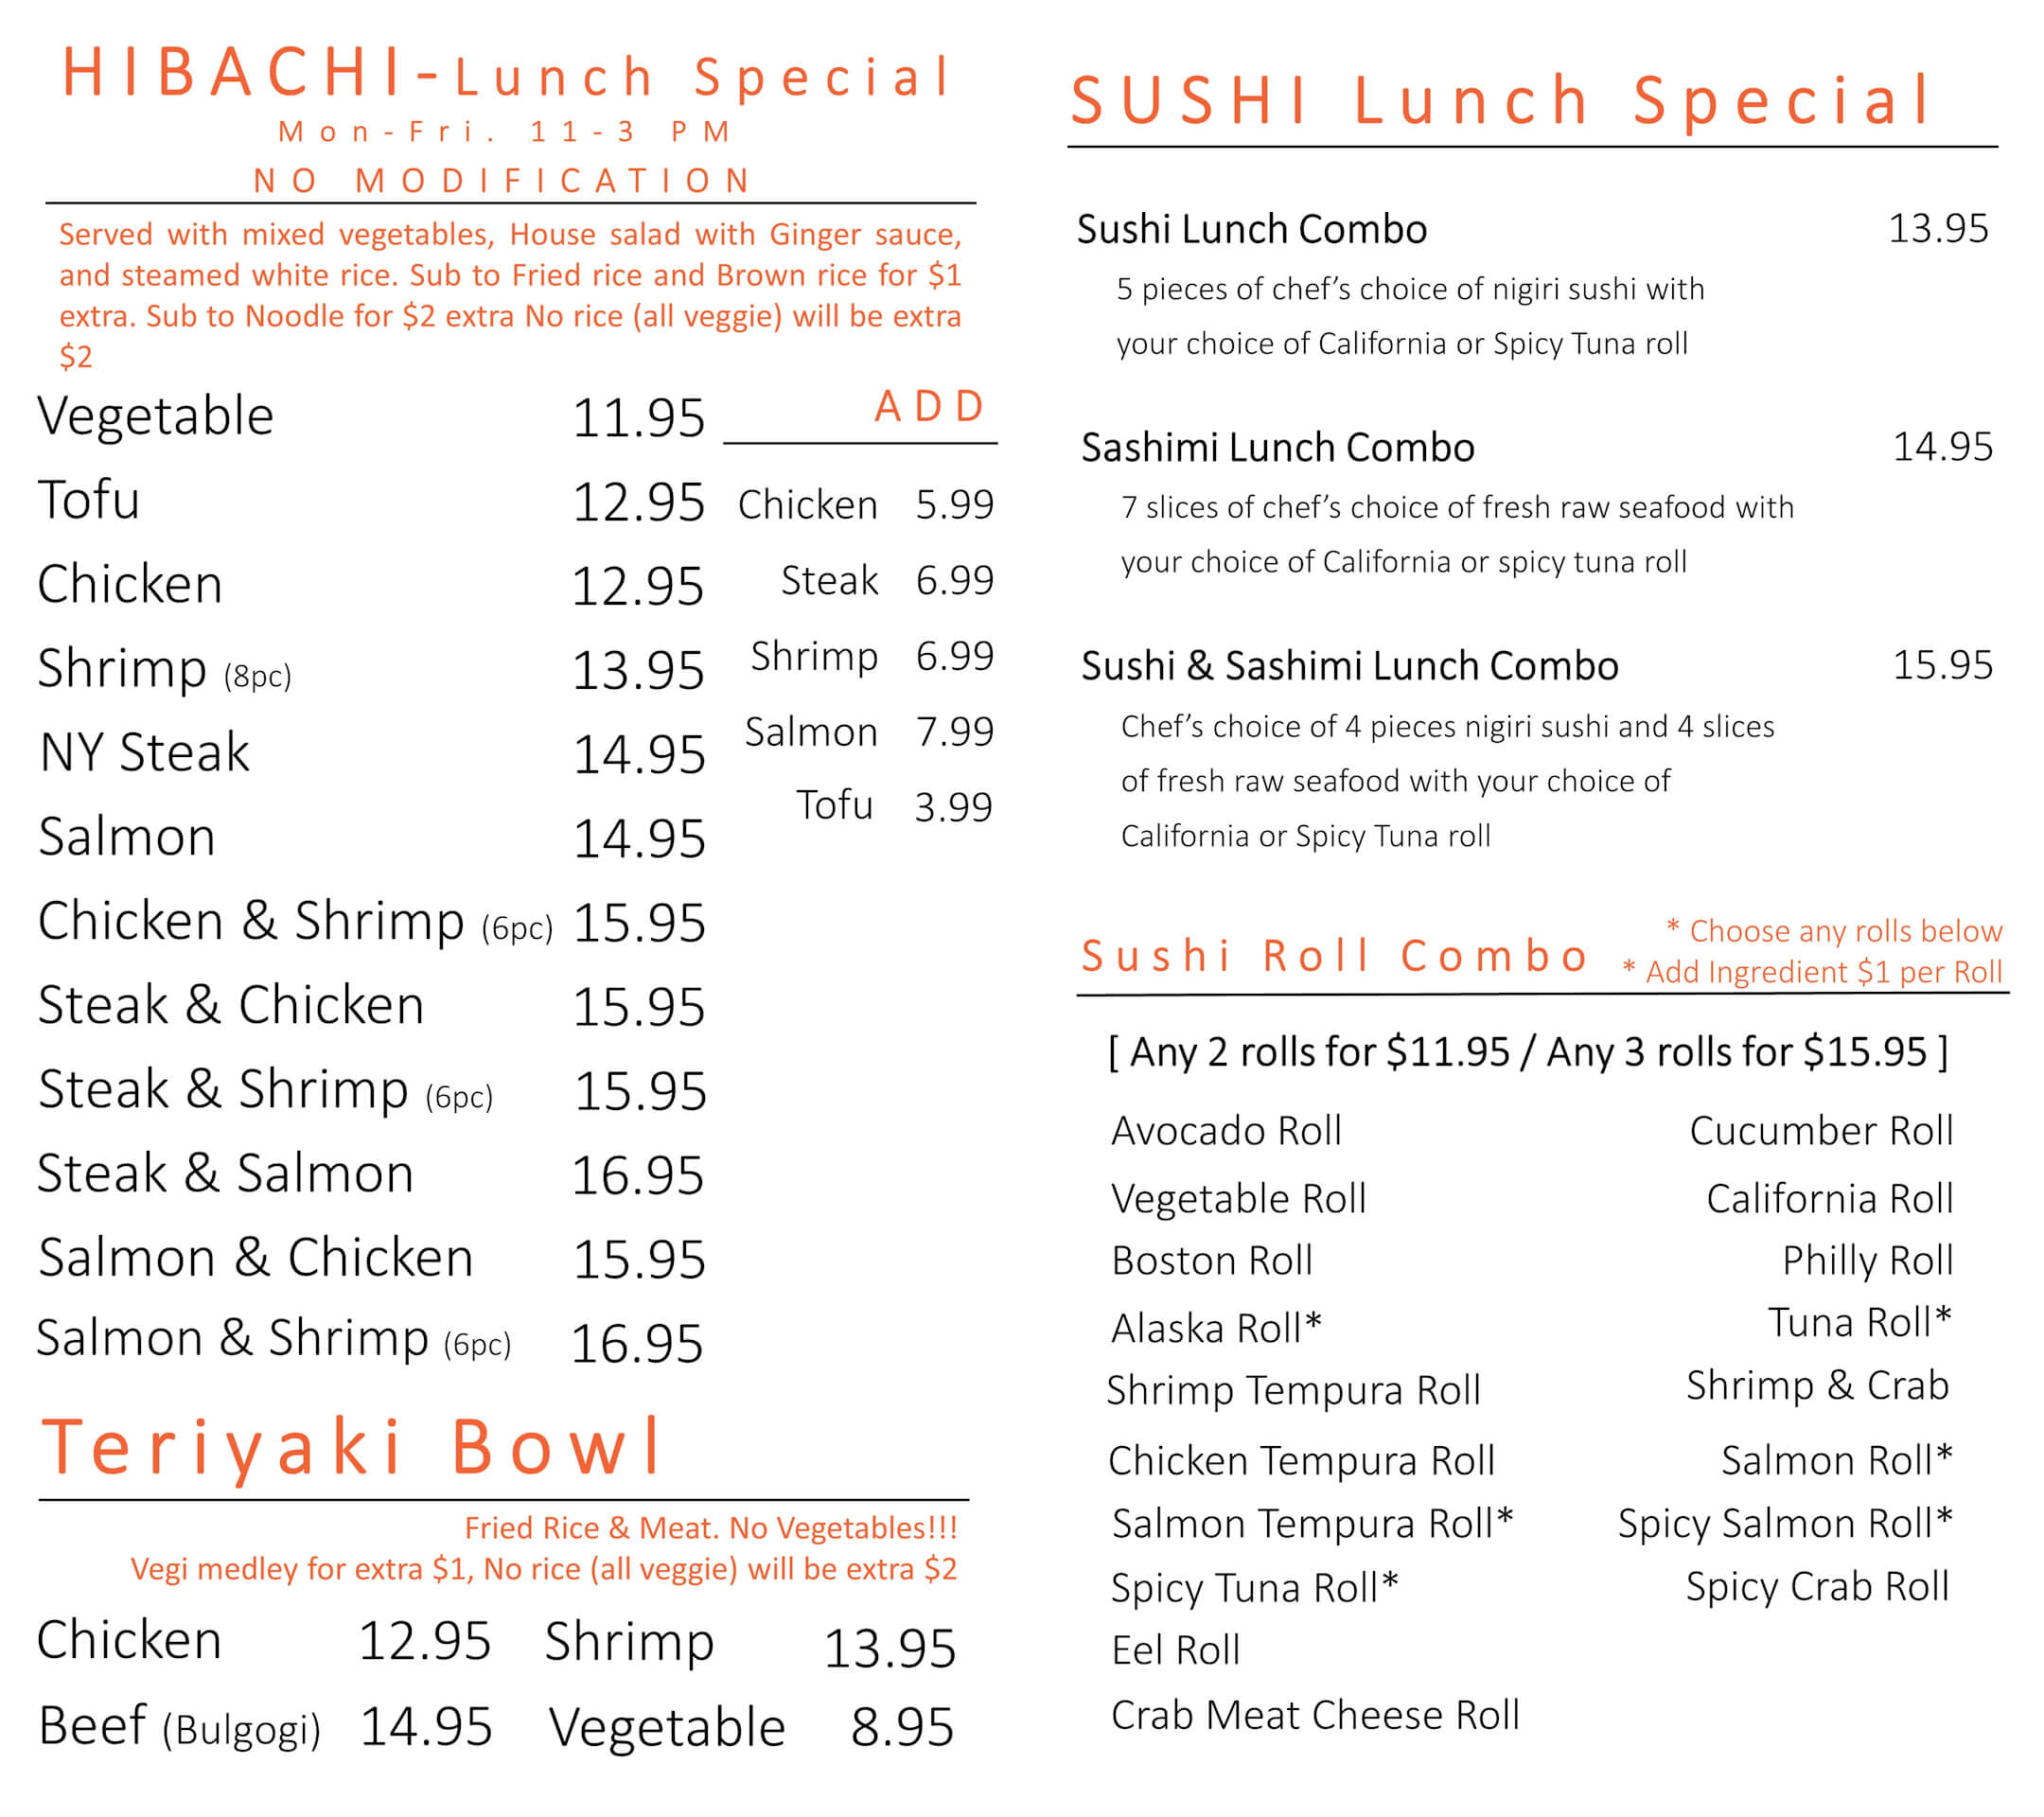 HIBACHI-Lunch Special
Mon-Fri. 11-3 PM
NO MODIFICATION
Served with mixed vegetables, House salad with Ginger sauce,
and steamed white rice. Sub to Fried rice and Brown rice for $1
extra. Sub to Noodle for $2 extra No rice (all veggie) will be extra
$2
Vegetable 11.95
Tofu 12.95
Chicken 12.95
Shrimp (8pc) 13.95
NY Steak 14.95
Salmon 14.95
Chicken & Shrimp (6pc) 15.95
Steak & Chicken 15.95
Steak & Shrimp (6pc) 15.95
Steak & Salmon 16.95
Salmon & Chicken 15.95
Salmon & Shrimp (6pc) 16.95
ADD
Chicken 5.99
Steak 6.99
Shrimp 6.99
Salmon 7.99
Tofu 3.99
Teriyaki Bowl
Fried Rice & Meat. No Vegetables!!!
Vegi medley for extra $1, No rice (all veggie) will be extra $2
Chicken 12.95 Shrimp 13.95
Beef (Bulgogi) 14.95 Vegetable 8.95
SUSHI Lunch Special
Sushi Lunch Combo 13.95
5 pieces of chef’s choice of nigiri sushi with
your choice of California or Spicy Tuna roll
Sashimi Lunch Combo 14.95
7 slices of chef’s choice of fresh raw seafood with
your choice of California or spicy tuna roll
Sushi & Sashimi Lunch Combo 15.95
Chef’s choice of 4 pieces nigiri sushi and 4 slices
of fresh raw seafood with your choice of
California or Spicy Tuna roll
Sushi Roll Combo
* Choose any rolls below
* Add Ingredient $1 per Roll
[ Any 2 rolls for $11.95 / Any 3 rolls for $15.95 ]
Avocado Roll Cucumber Roll
Vegetable Roll California Roll
Boston Roll Philly Roll
Alaska Roll* Tuna Roll*
Shrimp Tempura Roll Shrimp & Crab
Chicken Tempura Roll Salmon Roll*
Salmon Tempura Roll* Spicy Salmon Roll*
Spicy Tuna Roll* Spicy Crab Roll
Eel Roll
Crab Meat Cheese Roll